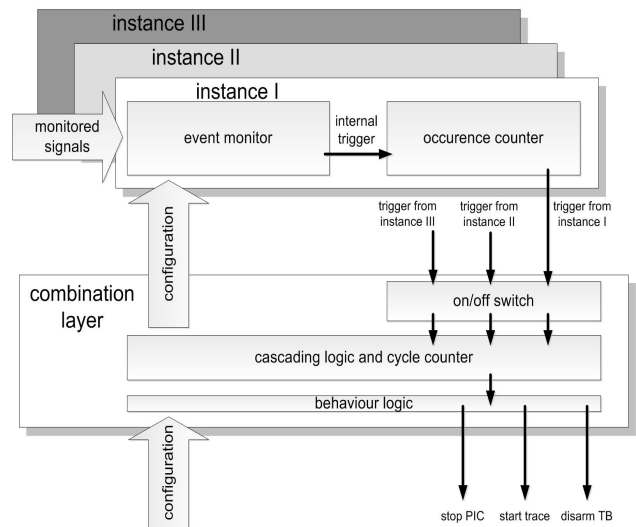 instance III
instance II
instance I
monitored
signals
event monitor
internal
trigger
occurence counter
configuration
trigger from
instance III
trigger from
instance II
trigger from
instance I
combination
layer
on/off switch
cascading logic and cycle counter
behaviour logic
configuration
stop PIC
start trace
disarm TB